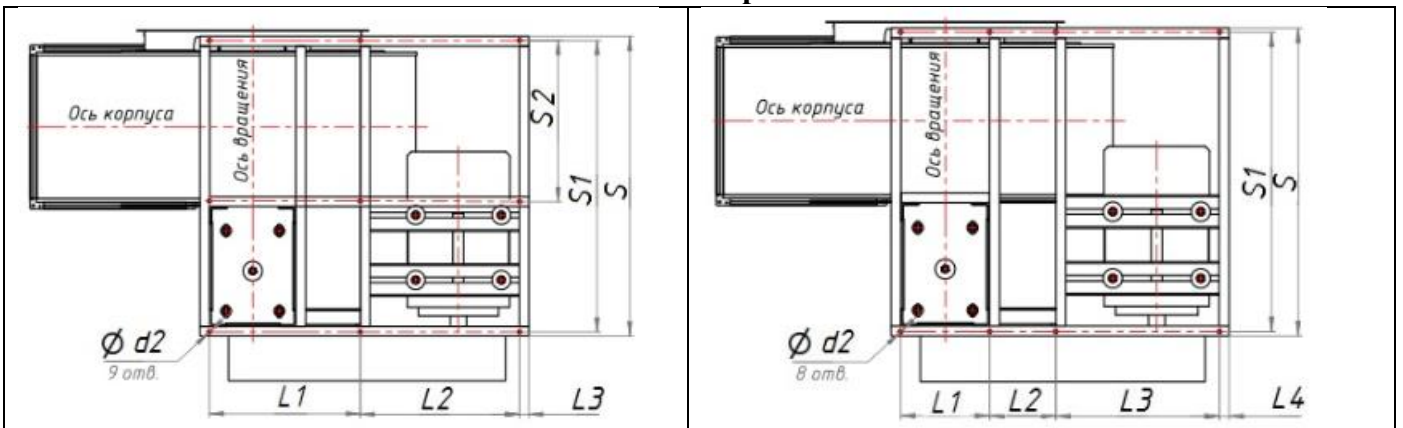 Ось корпуса
Ось вращения
S2
S1
S
Ø d2
9 отв.
L1
L2
L3
Ось корпуса
Ось вращения
S1
S
Ø d2
8 отв.
L1
L2
L3
L4